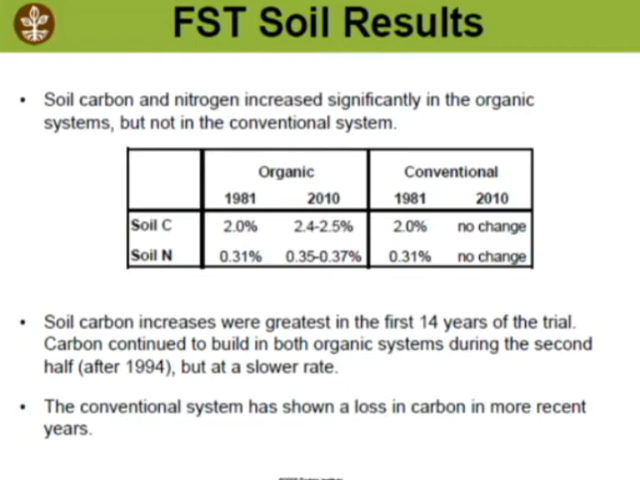 FST Soil Results
• Soil carbon and nitrogen increased significantly in the organic
systems, but not in the conventional system.
Organic Conventional
1981 2010 1981 2010
Soil C 2.0% 2.4-2.5% 2.0% no change
Soil N 0.31% 0.35-0.37% 0.31% no change
• Soil carbon increases were greatest in the first 14 years of the trial.
Carbon continued to build in both organic systems during the second
half (after 1994), but at a slower rate.
• The conventional system has shown a loss in carbon in more recent
years.